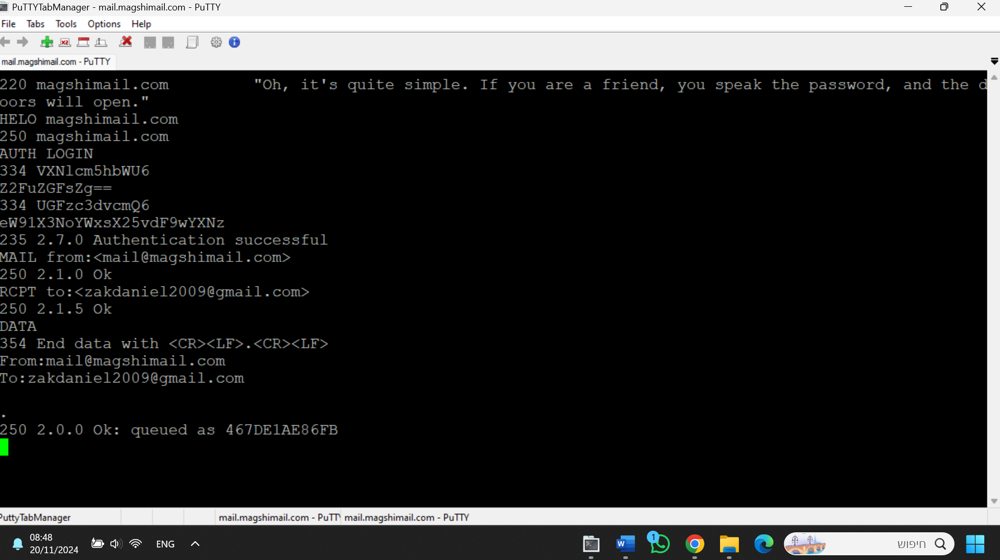 PuTTYTabManager - mail.magshimail.com - PuTTY
File Tabs Tools Options Help
mail.magshimail.com - PuTTY
220 magshimail.com "Oh, it's quite simple. If you are a friend, you speak the password, and the d
oors will open."
HELO magshimail.com
250 magshimail.com
AUTH LOGIN
334 VXNlcm5hbWU6
Z2FuZGFsZg==
334 UGFzc3dvcmQ6
eW91X3NoYWxsX25vdF9wYXNz
235 2.7.0 Authentication successful
MAIL from:<mail@magshimail.com>
250 2.1.0 Ok
RCPT to:<zakdaniel2009@gmail.com>
250 2.1.5 Ok
DATA
354 End data with <CR><LF>.<CR><LF>
From:mail@magshimail.com
To:zakdaniel2009@gmail.com
.
250 2.0.0 Ok: queued as 467DE1AE86FB
PuttyTabManager mail.magshimail.com - PuTTY mail.magshimail.com - PuTTY
08:48
20/11/2024
ENG
1
חיפוש